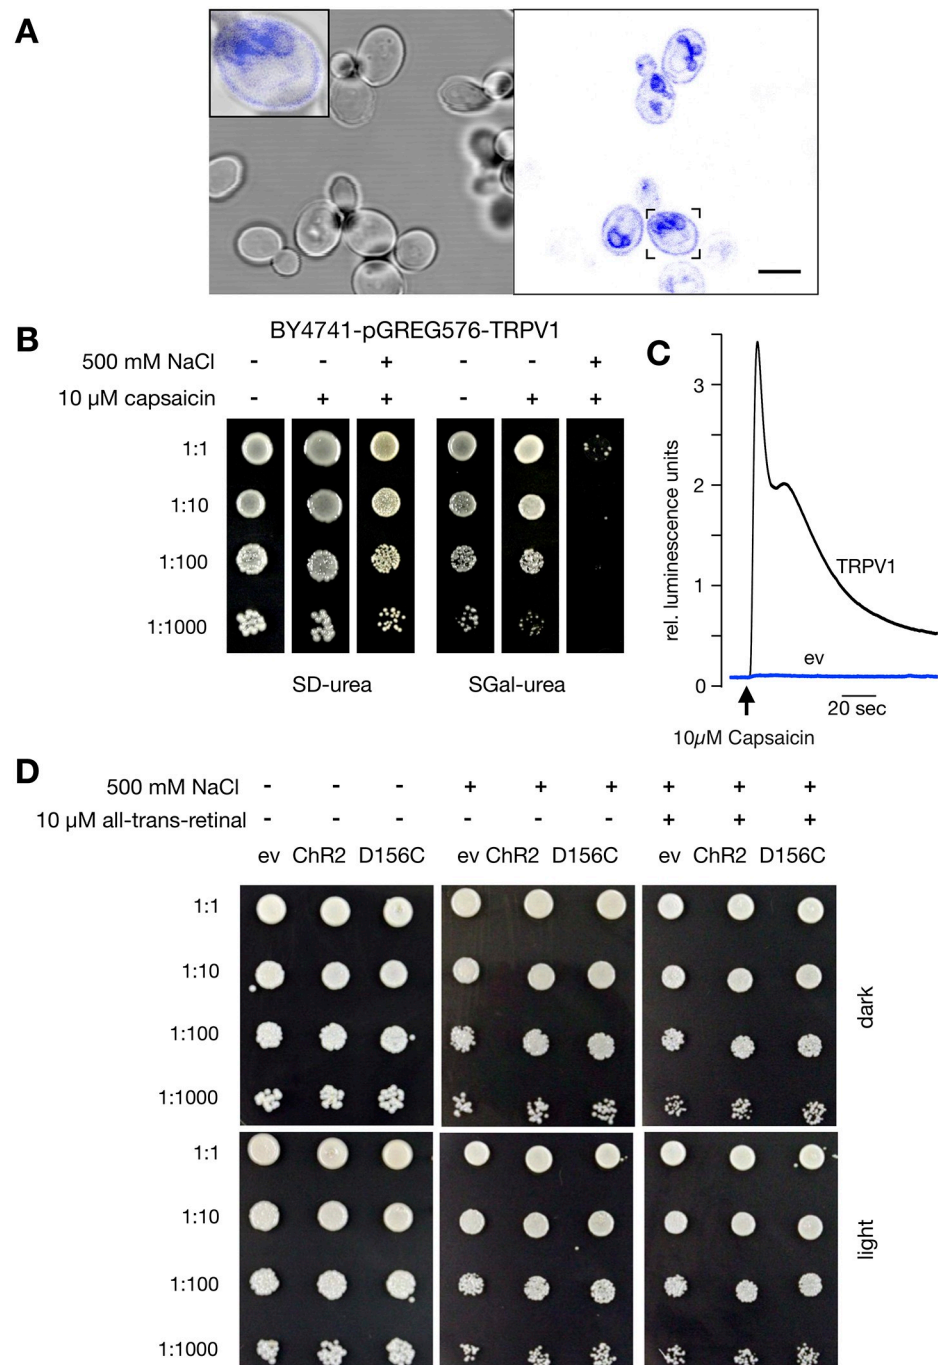 A
B
BY4741-pGREG576-TRPV1
500 mM NaCl - - + - - +
10 µM capsaicin - + + - + +
1:1
1:10
1:100
1:1000
SD-urea SGal-urea
C
rel. luminescence units
3
2
1
0
TRPV1
ev
20 sec
10µM Capsaicin
D
500 mM NaCl - - - + + + + + +
10 µM all-trans-retinal - - - - - - + + +
ev ChR2 D156C ev ChR2 D156C ev ChR2 D156C
1:1
1:10
1:100
1:1000
dark
1:1
1:10
1:100
1:1000
light